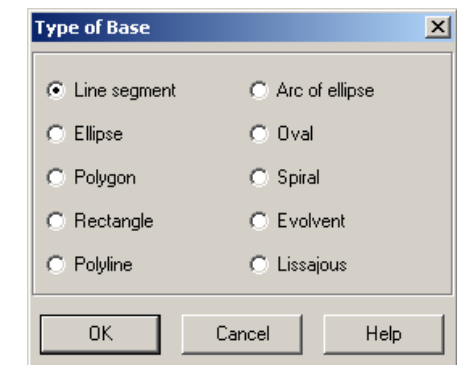 Type of Base
Line segment
Arc of ellipse
Ellipse
Oval
Polygon
Spiral
Rectangle
Evolvent
Polyline
Lissajous
OK
Cancel
Help